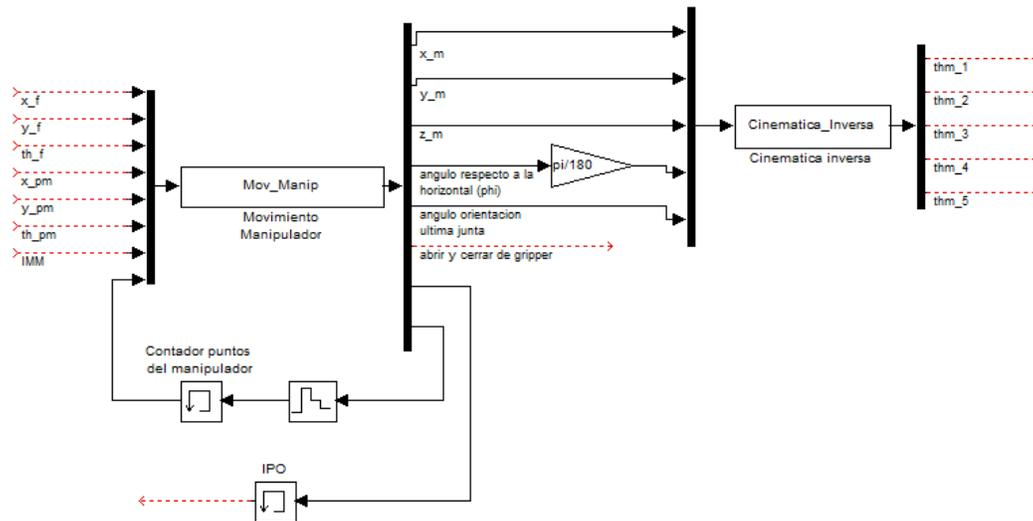 x_f
y_f
th_f
x_pm
y_pm
th_pm
IMM
Mov_Manip
Movimiento
Manipulador
x_m
y_m
z_m
angulo respecto a la
horizontal (phi)
pi/180
angulo orientacion
ultima junta
abrir y cerrar de gripper
Cinematica_Inversa
Cinematica inversa
thm_1
thm_2
thm_3
thm_4
thm_5
Contador puntos
del manipulador
IPO